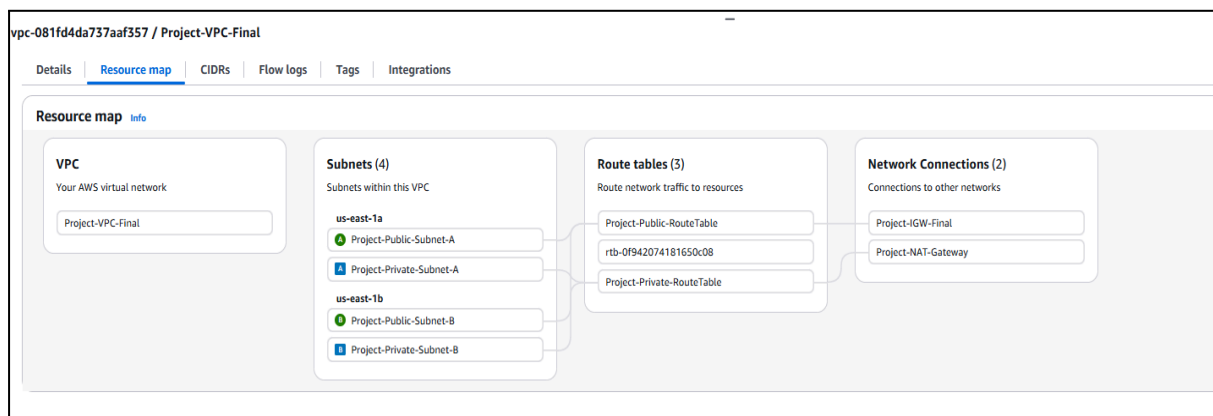 vpc-081fd4da737aaf357 / Project-VPC-Final
Details Resource map CIDRs Flow logs Tags Integrations
Resource map Info
VPC
Your AWS virtual network
Project-VPC-Final
Subnets (4)
Subnets within this VPC
us-east-1a
A Project-Public-Subnet-A
A Project-Private-Subnet-A
us-east-1b
B Project-Public-Subnet-B
B Project-Private-Subnet-B
Route tables (3)
Route network traffic to resources
Project-Public-RouteTable
rtb-0f942074181650c08
Project-Private-RouteTable
Network Connections (2)
Connections to other networks
Project-IGW-Final
Project-NAT-Gateway